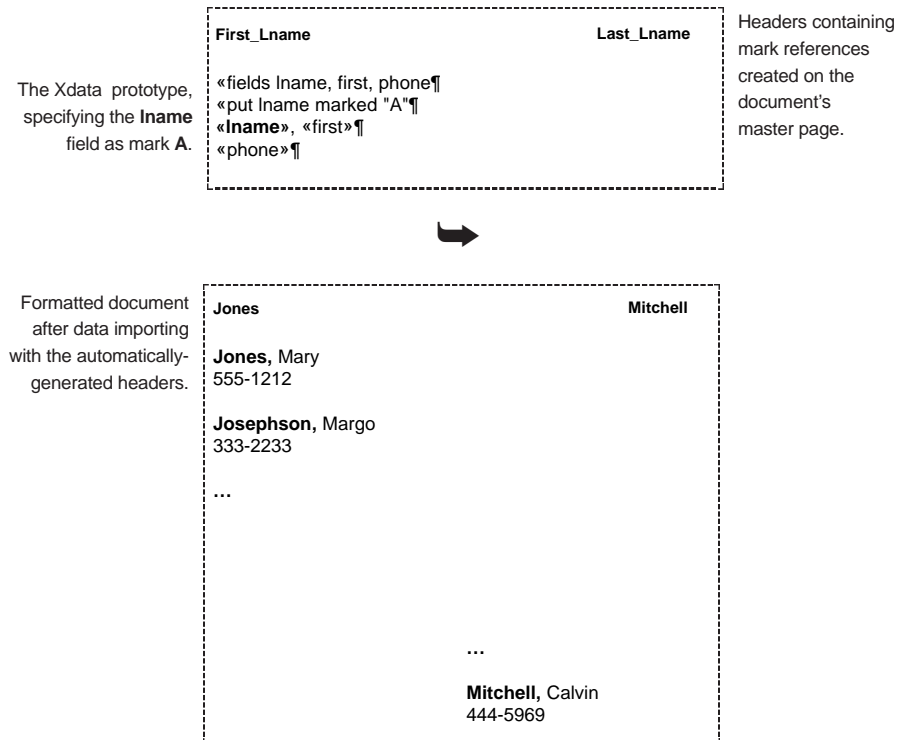 First_Lname Last_Lname
Headers containing
mark references
created on the
document's
master page.
The Xdata prototype,
specifying the lname
field as mark A.
«fields lname, first, phone¶
«put lname marked "A"¶
«lname», «first»¶
«phone»¶
Formatted document
after data importing
with the automatically-
generated headers.
Jones Mitchell
Jones, Mary
555-1212
Josephson, Margo
333-2233
…
…
Mitchell, Calvin
444-5969